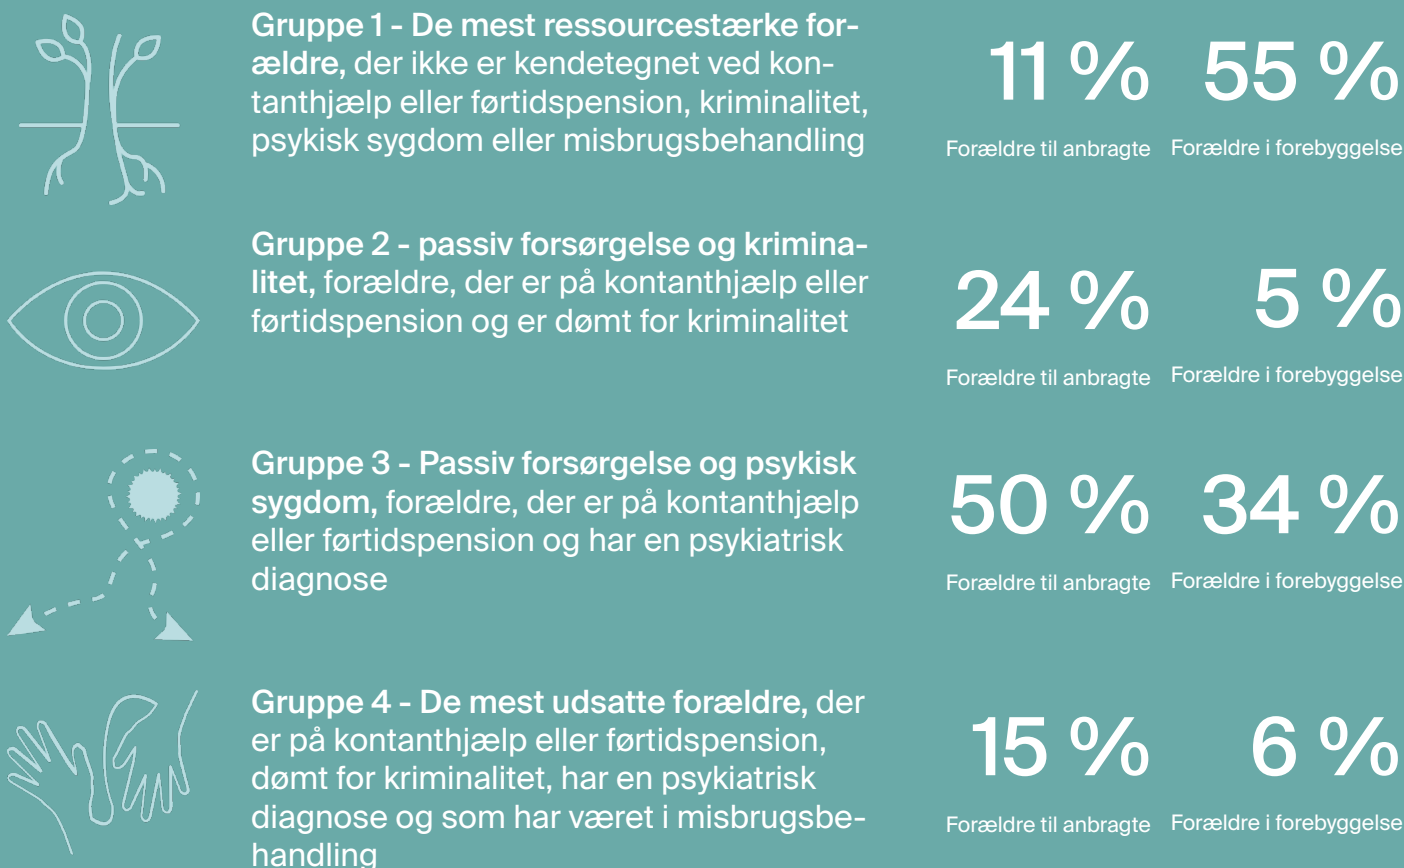 Gruppe 1 - De mest ressourcestærke for-
ældre, der ikke er kendetegnet ved kon-
tanthjælp eller førtidspension, kriminalitet,
psykisk sygdom eller misbrugsbehandling
11 % 55 %
Forældre til anbragte Forældre i forebyggelse
Gruppe 2 - passiv forsørgelse og krimina-
litet, forældre, der er på kontanthjælp eller
førtidspension og er dømt for kriminalitet
24 % 5 %
Forældre til anbragte Forældre i forebyggelse
Gruppe 3 - Passiv forsørgelse og psykisk
sygdom, forældre, der er på kontanthjælp
eller førtidspension og har en psykiatrisk
diagnose
50 % 34 %
Forældre til anbragte Forældre i forebyggelse
Gruppe 4 - De mest udsatte forældre, der
er på kontanthjælp eller førtidspension,
dømt for kriminalitet, har en psykiatrisk
diagnose og som har været i misbrugsbe-
handling
15 % 6 %
Forældre til anbragte Forældre i forebyggelse